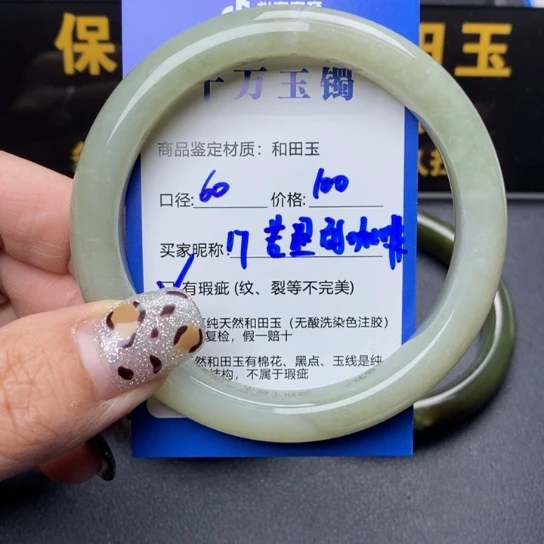 保 田玉
千万玉镯
商品鉴定材质：和田玉
口径: 60 价格: 100
买家昵称: 17
有瑕疵 (纹、裂等不完美)
纯天然和田玉（无酸洗染色注胶）
复检，假一赔十
然和田玉有棉花、黑点、玉线是纯
结构，不属于瑕疵